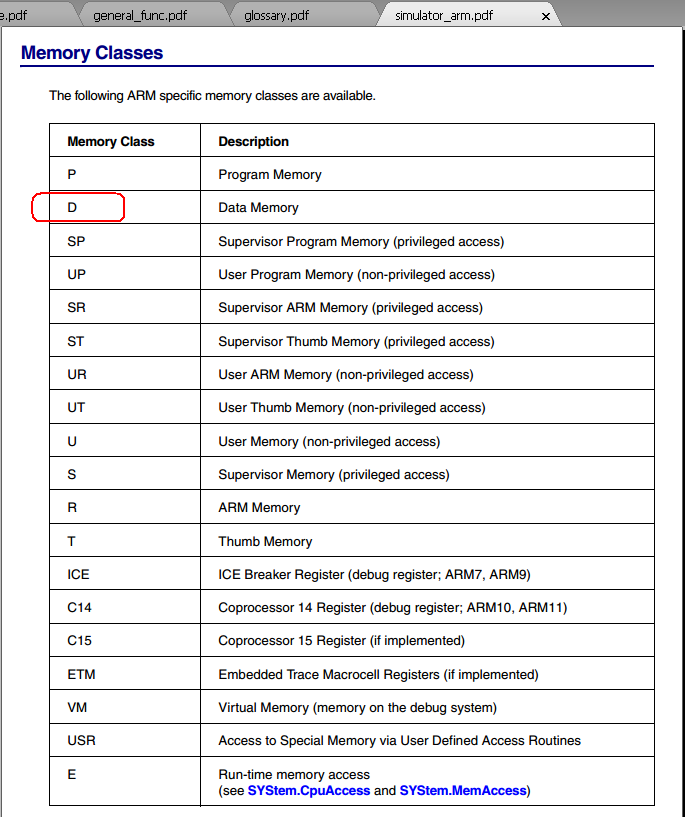 e.pdf general_func.pdf glossary.pdf simulator_arm.pdf x
Memory Classes
The following ARM specific memory classes are available.
Memory Class Description
P Program Memory
D Data Memory
SP Supervisor Program Memory (privileged access)
UP User Program Memory (non-privileged access)
SR Supervisor ARM Memory (privileged access)
ST Supervisor Thumb Memory (privileged access)
UR User ARM Memory (non-privileged access)
UT User Thumb Memory (non-privileged access)
U User Memory (non-privileged access)
S Supervisor Memory (privileged access)
R ARM Memory
T Thumb Memory
ICE ICE Breaker Register (debug register; ARM7, ARM9)
C14 Coprocessor 14 Register (debug register; ARM10, ARM11)
C15 Coprocessor 15 Register (if implemented)
ETM Embedded Trace Macrocell Registers (if implemented)
VM Virtual Memory (memory on the debug system)
USR Access to Special Memory via User Defined Access Routines
E Run-time memory access
(see SYStem.CpuAccess and SYStem.MemAccess)